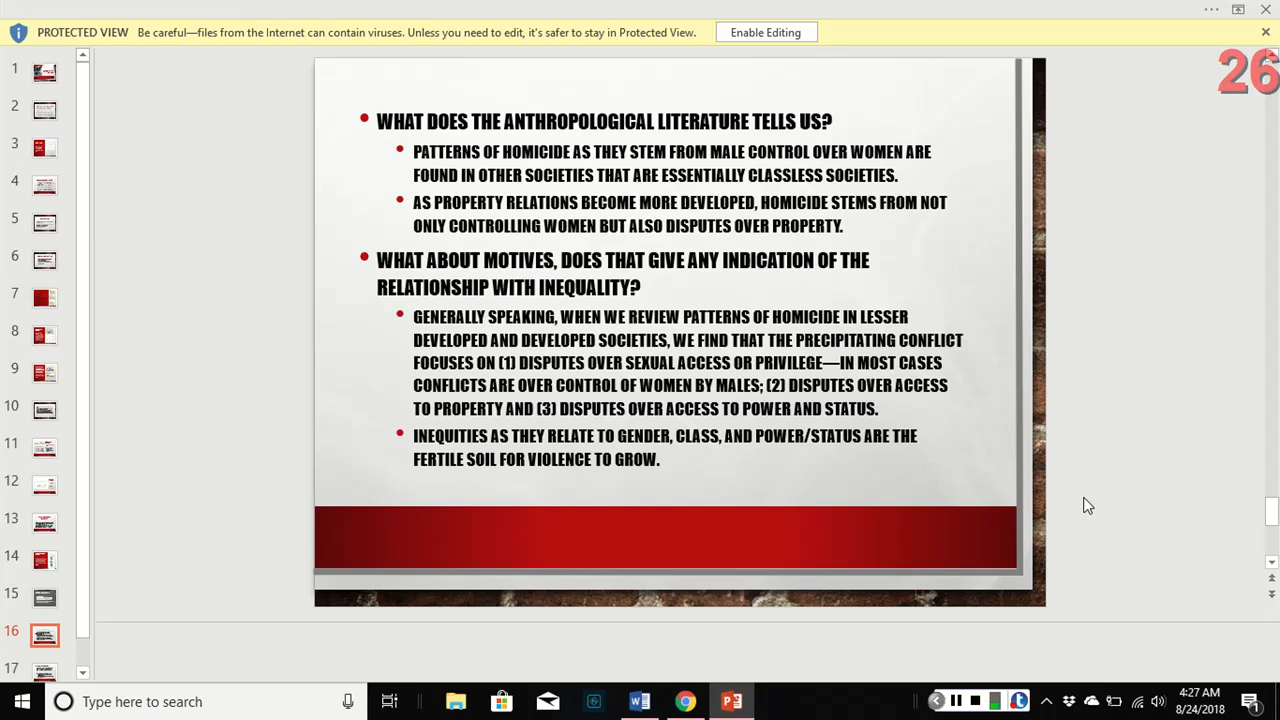 PROTECTED VIEW Be careful—files from the Internet can contain viruses. Unless you need to edit, it's safer to stay in Protected View. Enable Editing
26
1
2
3
4
5
6
7
8
9
10
11
12
13
14
15
16
17
• WHAT DOES THE ANTHROPOLOGICAL LITERATURE TELLS US?
• PATTERNS OF HOMICIDE AS THEY STEM FROM MALE CONTROL OVER WOMEN ARE
FOUND IN OTHER SOCIETIES THAT ARE ESSENTIALLY CLASSLESS SOCIETIES.
• AS PROPERTY RELATIONS BECOME MORE DEVELOPED, HOMICIDE STEMS FROM NOT
ONLY CONTROLLING WOMEN BUT ALSO DISPUTES OVER PROPERTY.
• WHAT ABOUT MOTIVES, DOES THAT GIVE ANY INDICATION OF THE
RELATIONSHIP WITH INEQUALITY?
• GENERALLY SPEAKING, WHEN WE REVIEW PATTERNS OF HOMICIDE IN LESSER
DEVELOPED AND DEVELOPED SOCIETIES, WE FIND THAT THE PRECIPITATING CONFLICT
FOCUSES ON (1) DISPUTES OVER SEXUAL ACCESS OR PRIVILEGE—IN MOST CASES
CONFLICTS ARE OVER CONTROL OF WOMEN BY MALES; (2) DISPUTES OVER ACCESS
TO PROPERTY AND (3) DISPUTES OVER ACCESS TO POWER AND STATUS.
• INEQUITIES AS THEY RELATE TO GENDER, CLASS, AND POWER/STATUS ARE THE
FERTILE SOIL FOR VIOLENCE TO GROW.
Type here to search
4:27 AM
8/24/2018